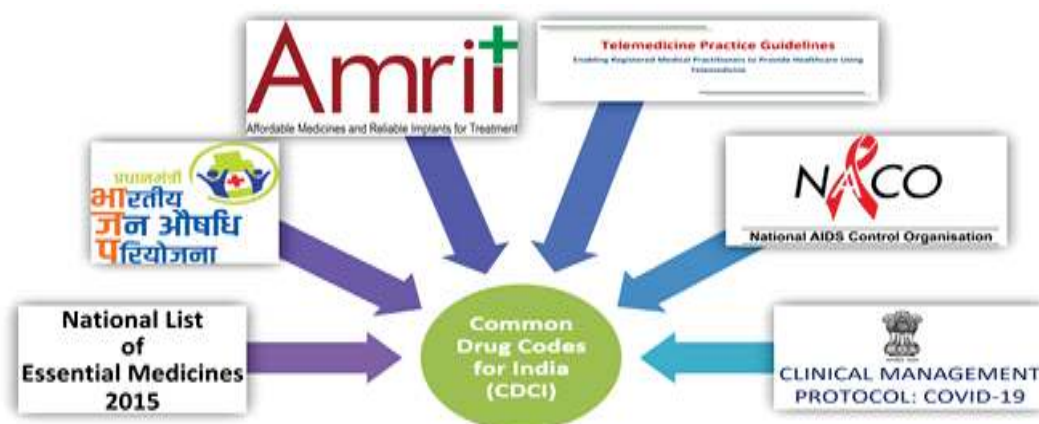 Amrit
Affordable Medicines and Reliable Implants for Treatment
Telemedicine Practice Guidelines
Enabling Registered Medical Practitioners to Provide Healthcare Using
Telemedicine
प्रधानमंत्री
भारतीय
जन औषधि
परियोजना
NACO
National AIDS Control Organisation
National List
of
Essential Medicines
2015
Common
Drug Codes
for India
(CDCI)
CLINICAL MANAGEMENT
PROTOCOL: COVID-19